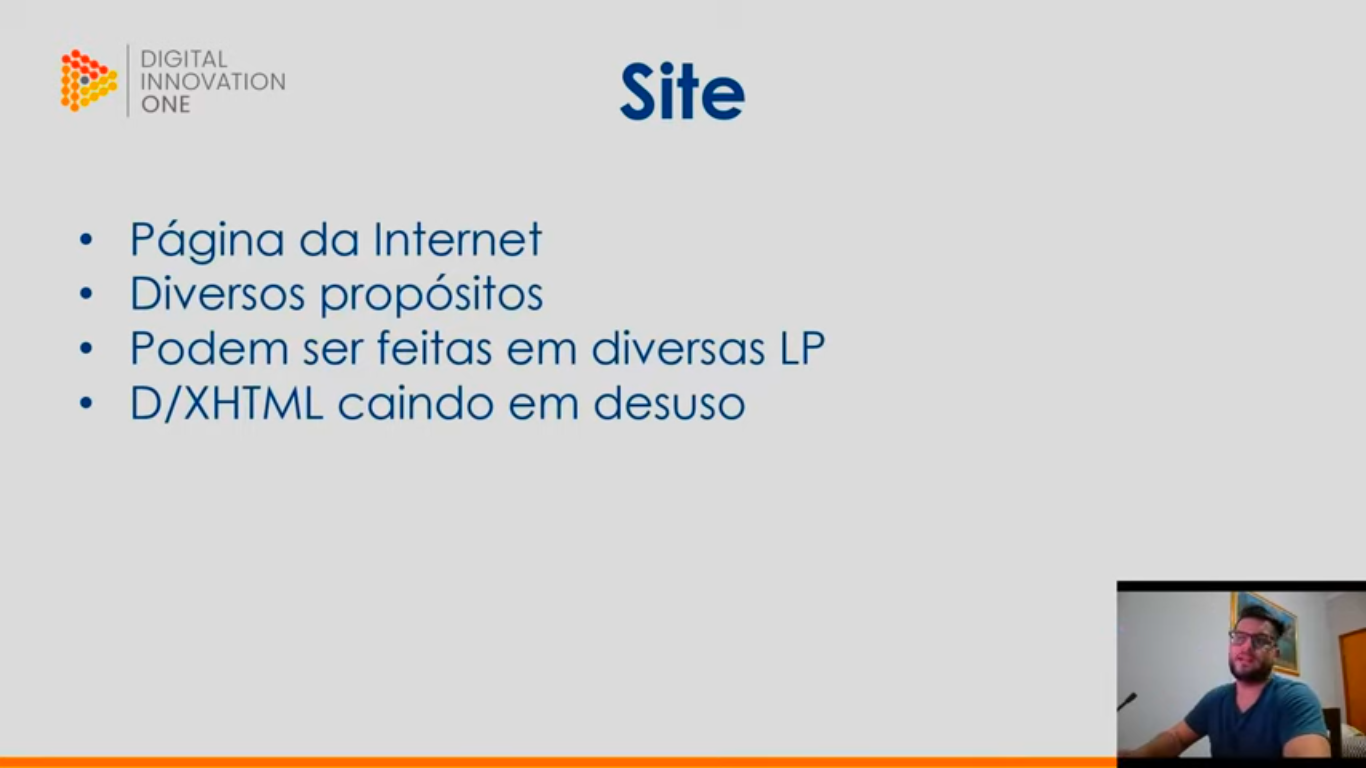 DIGITAL
INNOVATION
ONE
Site
• Página da Internet
• Diversos propósitos
• Podem ser feitas em diversas LP
• D/XHTML caindo em desuso